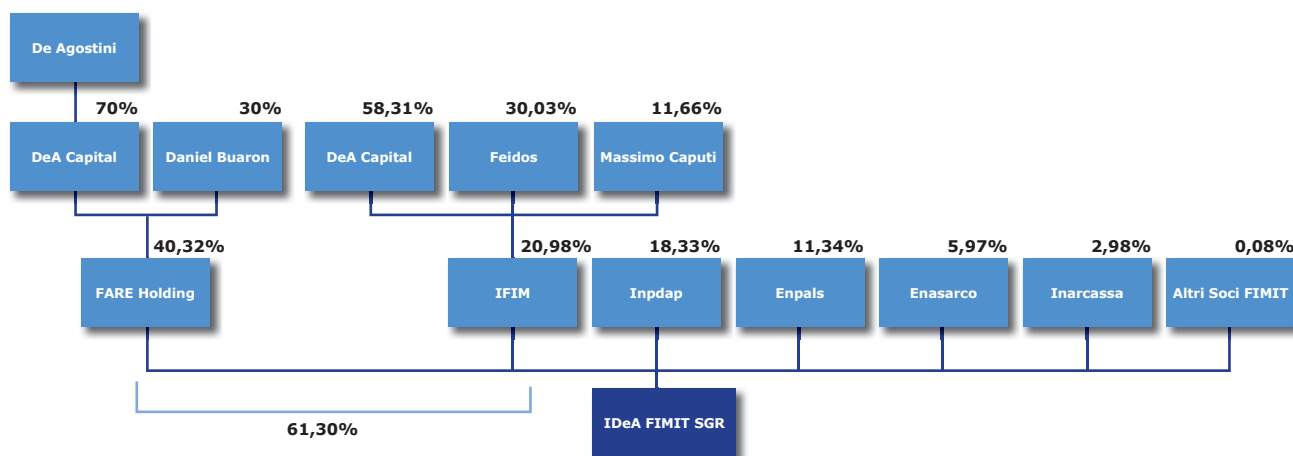 De Agostini
70%
30%
58,31%
30,03%
11,66%
DeA Capital
Daniel Buaron
DeA Capital
Feidos
Massimo Caputi
40,32%
20,98%
18,33%
11,34%
5,97%
2,98%
0,08%
FARE Holding
IFIM
Inpdap
Enpals
Enasarco
Inarcassa
Altri Soci FIMIT
61,30%
IDeA FIMIT SGR